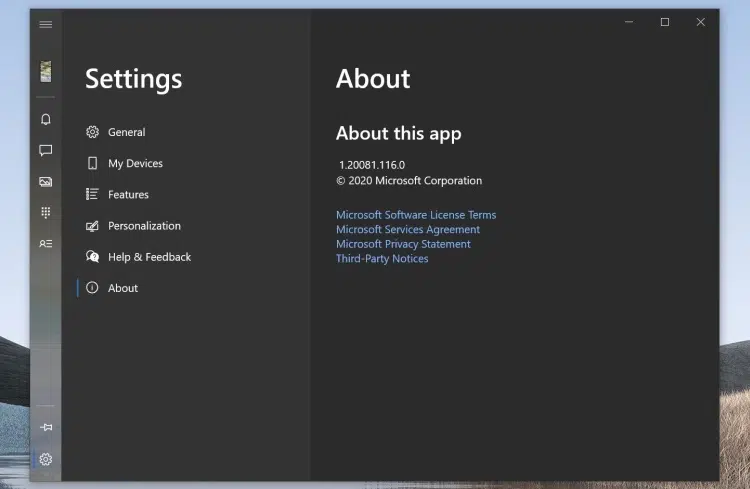 Settings
General
My Devices
Features
Personalization
Help & Feedback
About
About
About this app
1.20081.116.0
© 2020 Microsoft Corporation
Microsoft Software License Terms
Microsoft Services Agreement
Microsoft Privacy Statement
Third-Party Notices